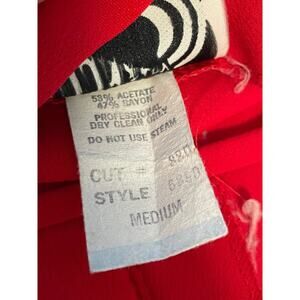 53% ACETATE
47% RAYON
PROFESSIONAL
DRY CLEAN ONLY
DO NOT USE STEAM
CUT #
STYLE
MEDIUM